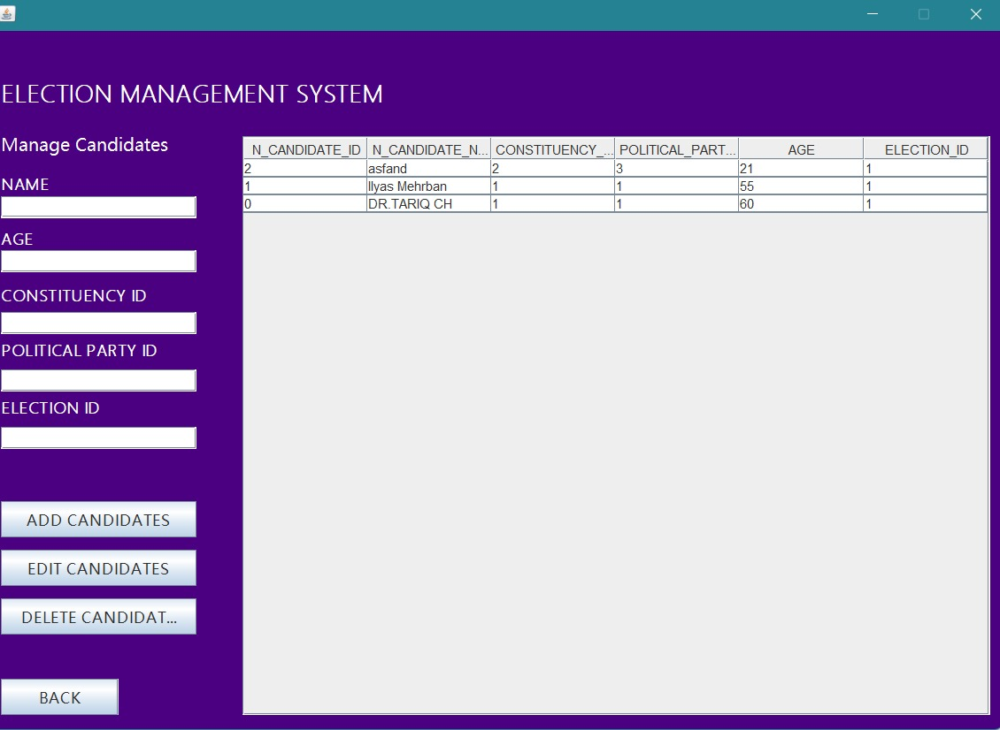 ELECTION MANAGEMENT SYSTEM
Manage Candidates
NAME
AGE
CONSTITUENCY ID
POLITICAL PARTY ID
ELECTION ID
ADD CANDIDATES
EDIT CANDIDATES
DELETE CANDIDAT...
BACK
N_CANDIDATE_ID N_CANDIDATE_N... CONSTITUENCY_... POLITICAL_PART... AGE ELECTION_ID
2 asfand 2 3 21 1
1 Ilyas Mehrban 1 1 55 1
0 DR.TARIQ CH 1 1 60 1